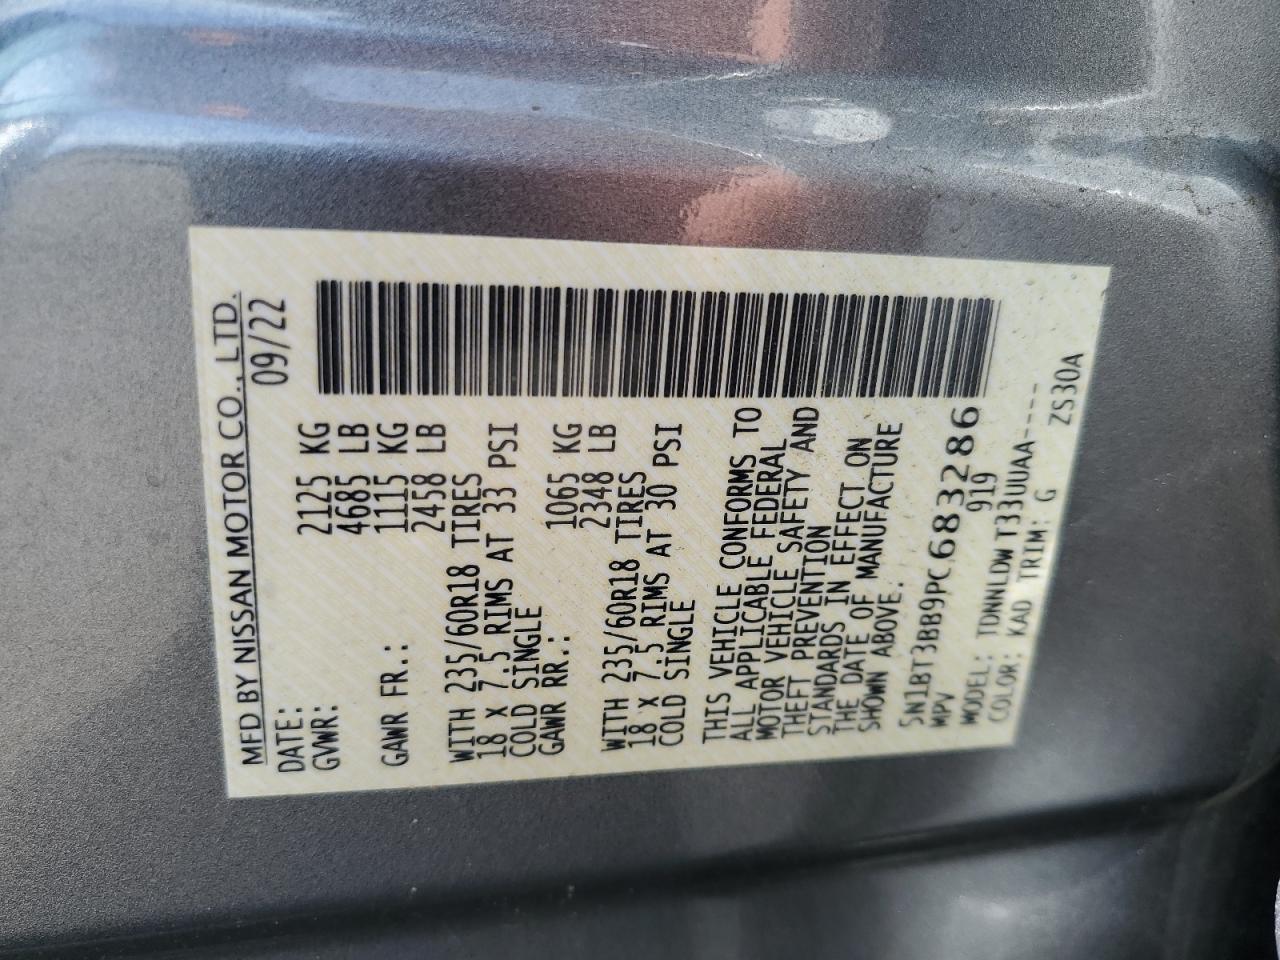 MFD BY NISSAN MOTOR CO., LTD.
DATE: 09/22
GVWR: 2125 KG
4685 LB
GAWR FR.: 1115 KG
2458 LB
WITH 235/60R18 TIRES
18 X 7.5 RIMS AT 33 PSI
COLD SINGLE
GAWR RR.: 1065 KG
2348 LB
WITH 235/60R18 TIRES
18 X 7.5 RIMS AT 30 PSI
COLD SINGLE
THIS VEHICLE CONFORMS TO
ALL APPLICABLE FEDERAL
MOTOR VEHICLE SAFETY AND
THEFT PREVENTION
STANDARDS IN EFFECT ON
THE DATE OF MANUFACTURE
SHOWN ABOVE.
5N1BT3BB9PC683286
MPV 919
MODEL: TDNNLDW T33UUAA----
COLOR: KAD TRIM: G ZS30A